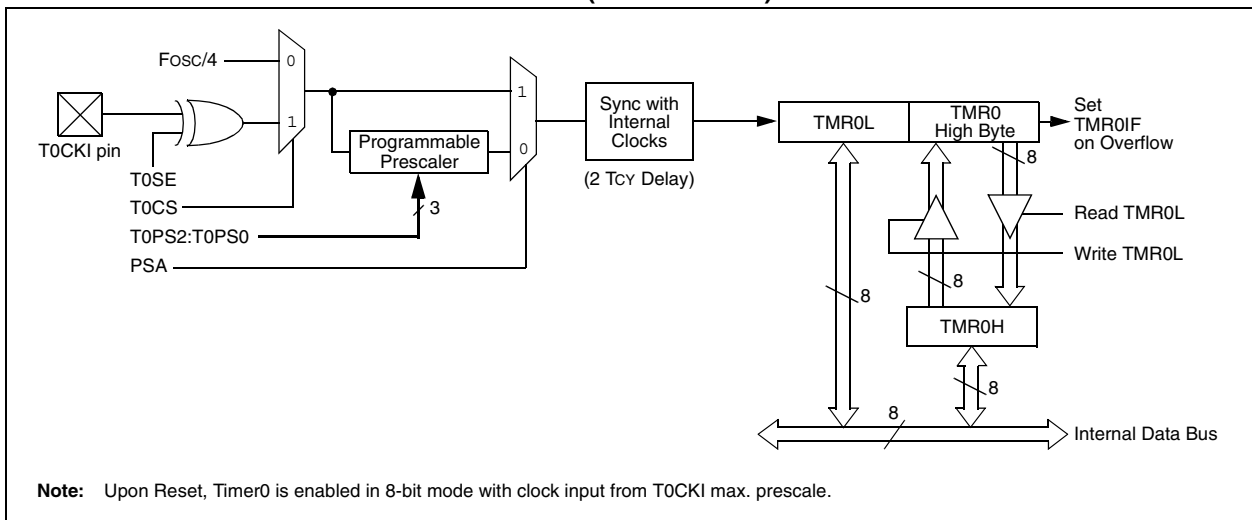 FOSC/4
0
1
T0CKI pin
T0SE
T0CS
T0PS2:T0PS0
PSA
Programmable
Prescaler
3
1
0
Sync with
Internal
Clocks
(2 TCY Delay)
TMR0L
TMR0
High Byte
Set
TMR0IF
on Overflow
8
Read TMR0L
Write TMR0L
8
8
TMR0H
8
8
Internal Data Bus
Note: Upon Reset, Timer0 is enabled in 8-bit mode with clock input from T0CKI max. prescale.